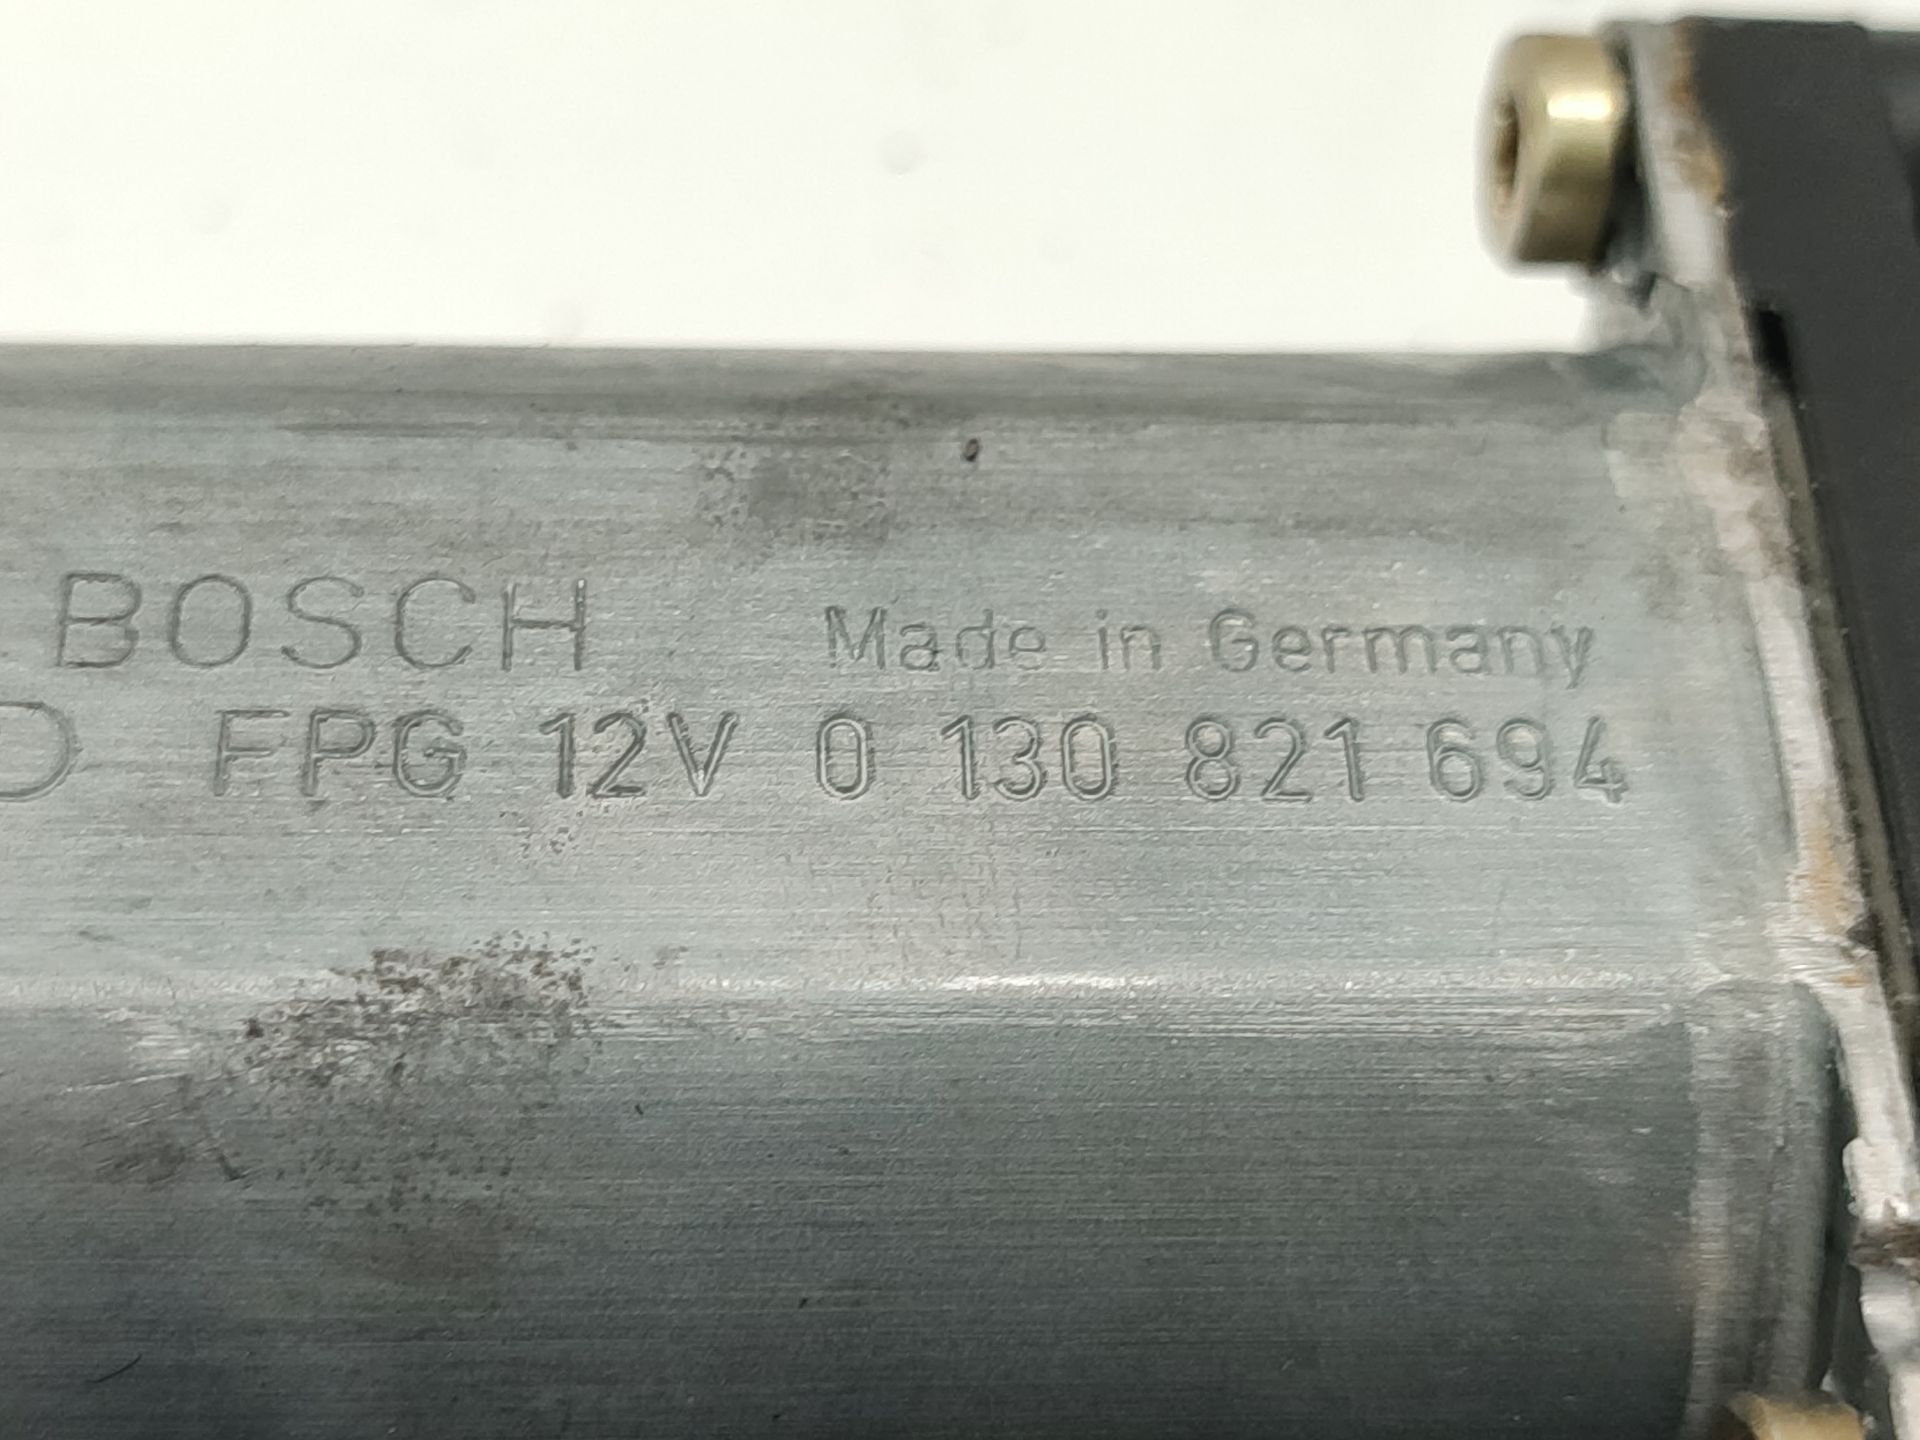 BOSCH Made in Germany
D FPG 12V 0 130 821 694